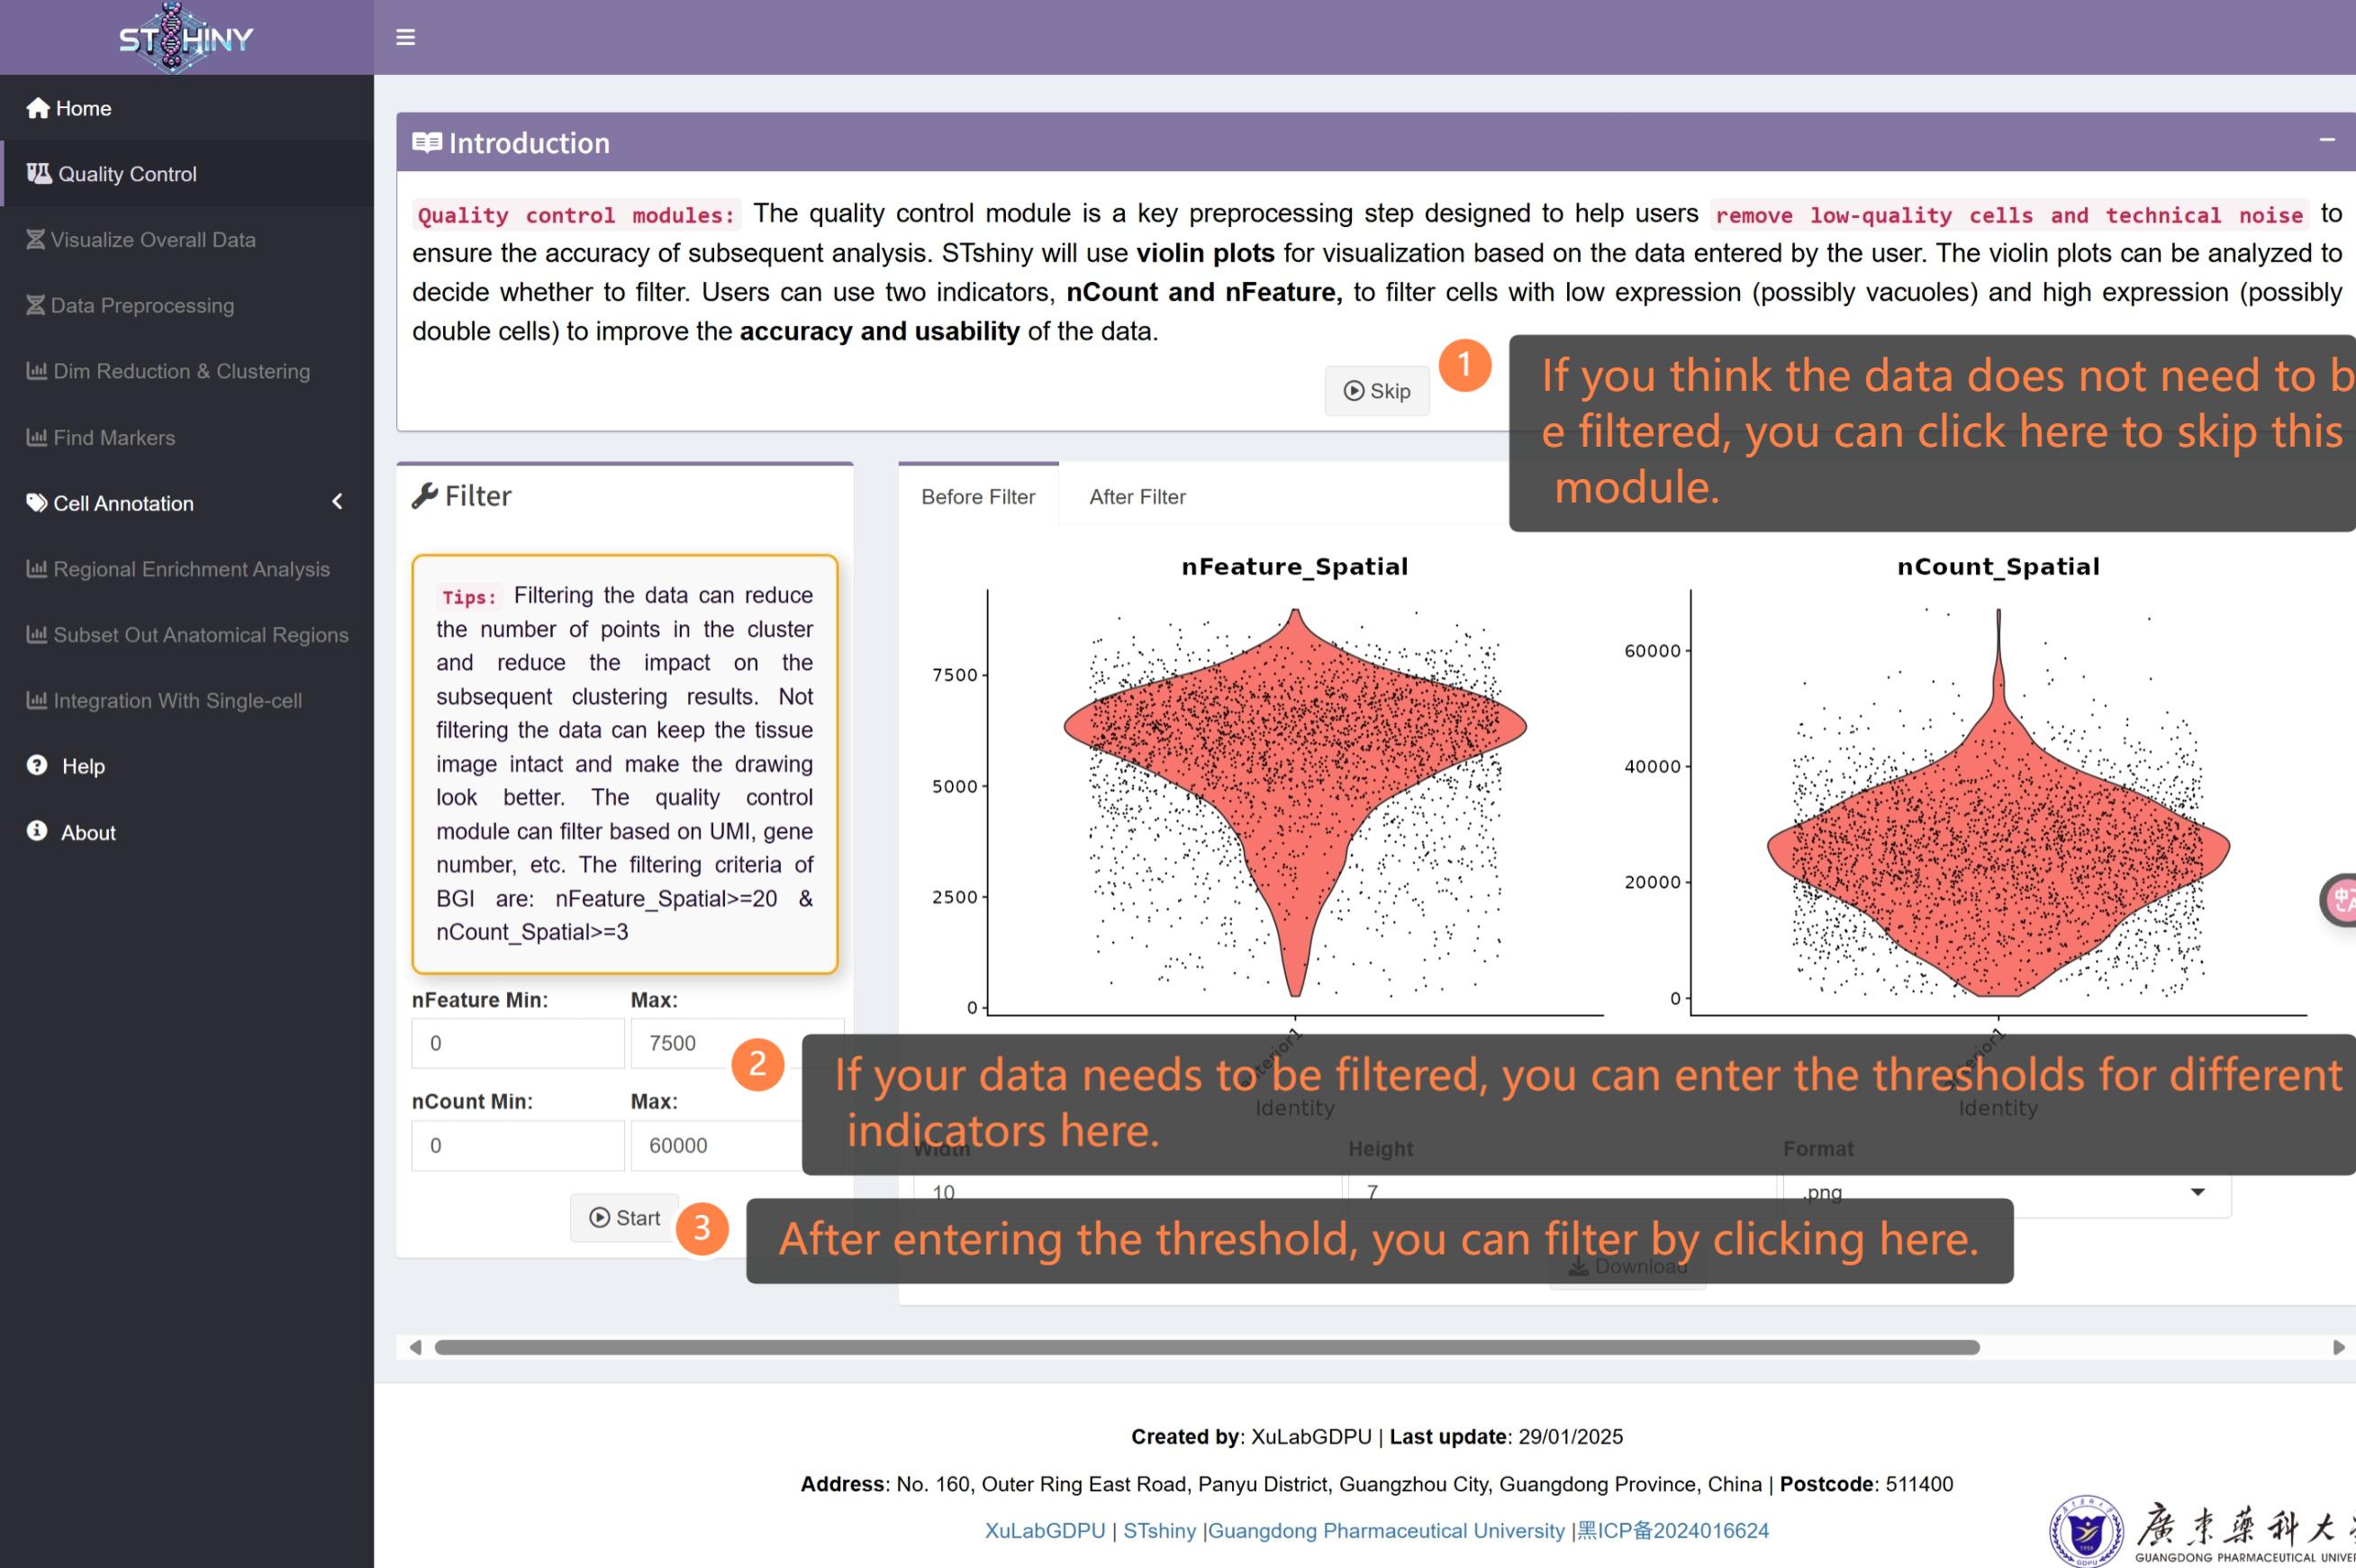 STSHINY
Home
Quality Control
Visualize Overall Data
Data Preprocessing
Dim Reduction & Clustering
Find Markers
Cell Annotation
Regional Enrichment Analysis
Subset Out Anatomical Regions
Integration With Single-cell
Help
About
Introduction
Quality control modules: The quality control module is a key preprocessing step designed to help users remove low-quality cells and technical noise to
ensure the accuracy of subsequent analysis. STshiny will use violin plots for visualization based on the data entered by the user. The violin plots can be analyzed to
decide whether to filter. Users can use two indicators, nCount and nFeature, to filter cells with low expression (possibly vacuoles) and high expression (possibly
double cells) to improve the accuracy and usability of the data.
Skip
1
If you think the data does not need to b
e filtered, you can click here to skip this
module.
Filter
Tips: Filtering the data can reduce
the number of points in the cluster
and reduce the impact on the
subsequent clustering results. Not
filtering the data can keep the tissue
image intact and make the drawing
look better. The quality control
module can filter based on UMI, gene
number, etc. The filtering criteria of
BGI are: nFeature_Spatial>=20 &
nCount_Spatial>=3
nFeature Min: Max:
0 7500
nCount Min: Max:
0 60000
Start
Before Filter After Filter
nFeature_Spatial
7500
5000
2500
0
Identity
nCount_Spatial
60000
40000
20000
0
Identity
2
If your data needs to be filtered, you can enter the thresholds for different
indicators here.
Width Height Format
10 7 .png
3
After entering the threshold, you can filter by clicking here.
Download
Created by: XuLabGDPU | Last update: 29/01/2025
Address: No. 160, Outer Ring East Road, Panyu District, Guangzhou City, Guangdong Province, China | Postcode: 511400
XuLabGDPU | STshiny |Guangdong Pharmaceutical University |黑ICP备2024016624
1958
GDPU
廣東藥科大
GUANGDONG PHARMACEUTICAL UNIVER